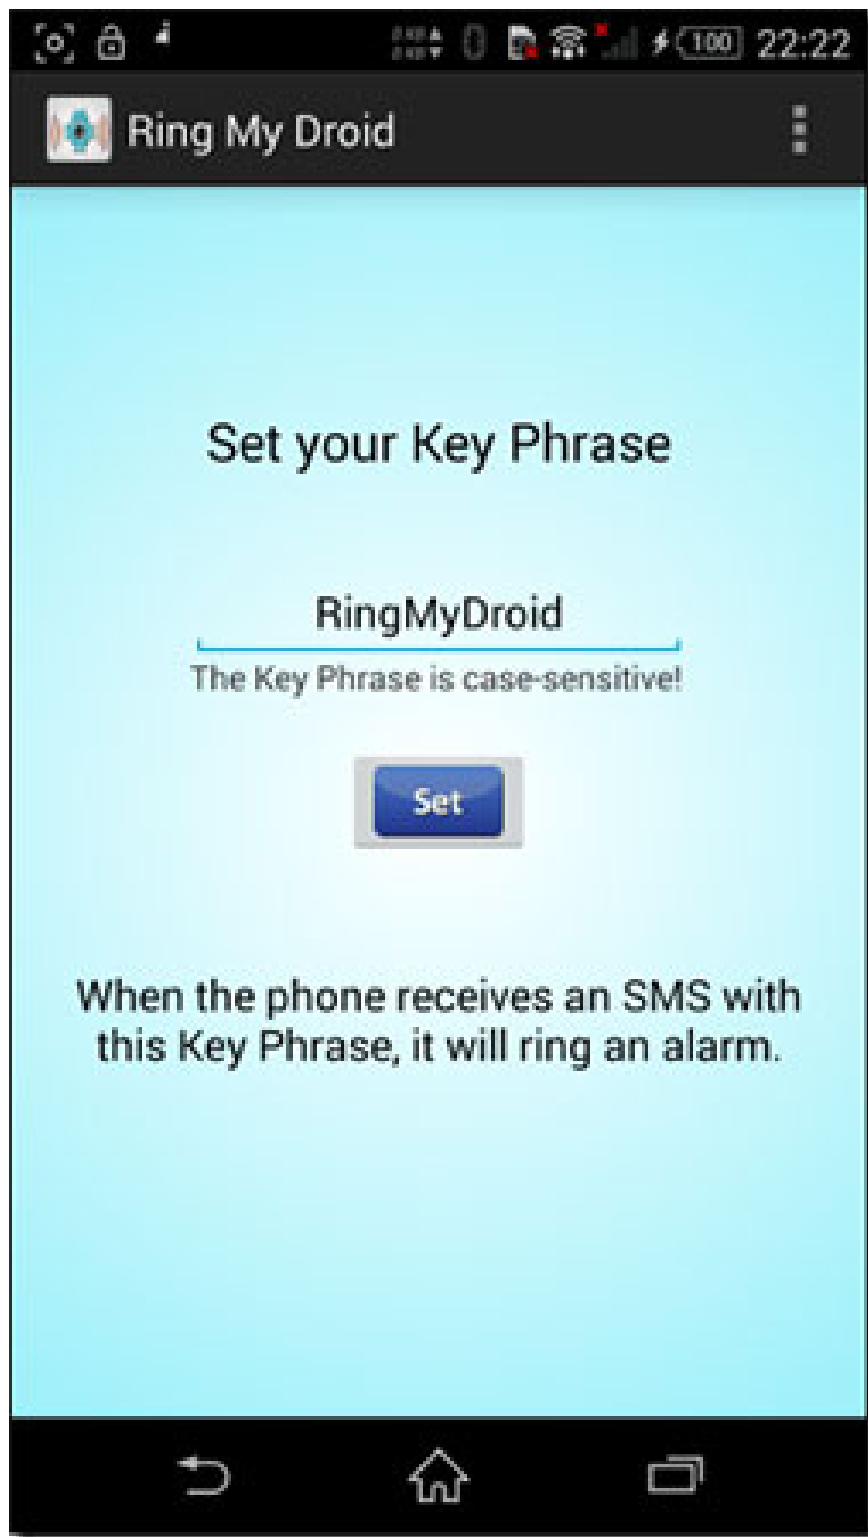 100 22:22
Ring My Droid
Set your Key Phrase
RingMyDroid
The Key Phrase is case-sensitive!
Set
When the phone receives an SMS with
this Key Phrase, it will ring an alarm.